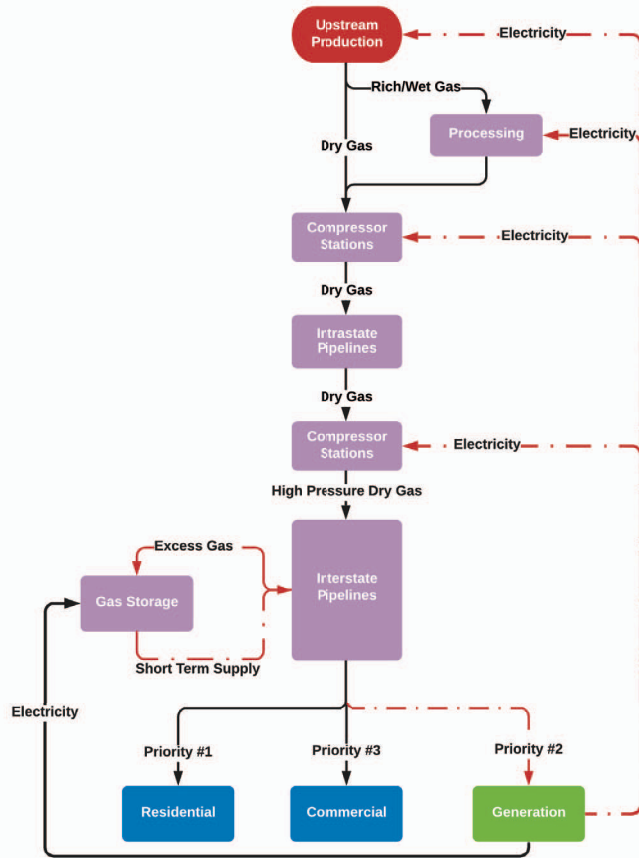 Upstream
Production
Electricity
Rich/Wet Gas
Processing
Electricity
Dry Gas
Compressor
Stations
Electricity
Dry Gas
Intrastate
Pipelines
Dry Gas
Compressor
Stations
Electricity
High Pressure Dry Gas
Excess Gas
Interstate
Pipelines
Gas Storage
Short Term Supply
Electricity
Priority #1
Priority #3
Priority #2
Residential
Commercial
Generation